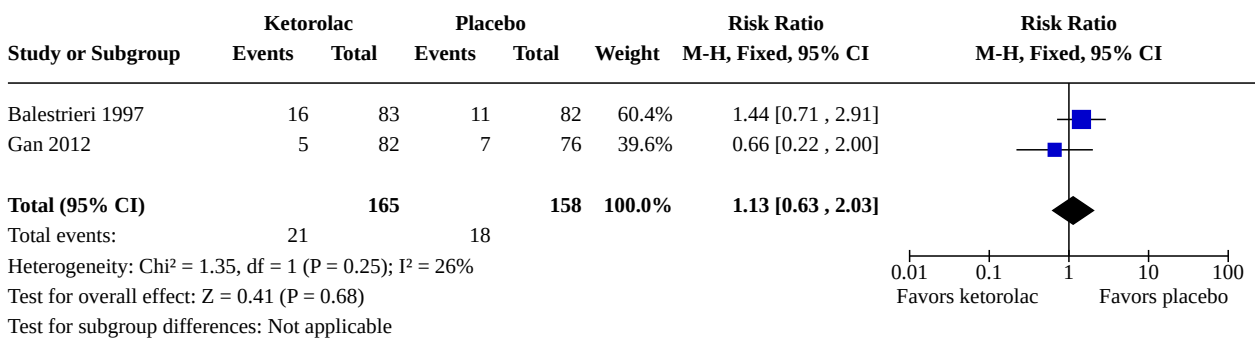 Ketorolac Placebo Risk Ratio Risk Ratio
Study or Subgroup Events Total Events Total Weight M-H, Fixed, 95% CI M-H, Fixed, 95% CI
Balestrieri 1997 16 83 11 82 60.4% 1.44 [0.71 , 2.91]
Gan 2012 5 82 7 76 39.6% 0.66 [0.22 , 2.00]
Total (95% CI) 165 158 100.0% 1.13 [0.63 , 2.03]
Total events: 21 18
Heterogeneity: Chi² = 1.35, df = 1 (P = 0.25); I² = 26%
0.01 0.1 1 10 100
Test for overall effect: Z = 0.41 (P = 0.68)
Favors ketorolac Favors placebo
Test for subgroup differences: Not applicable